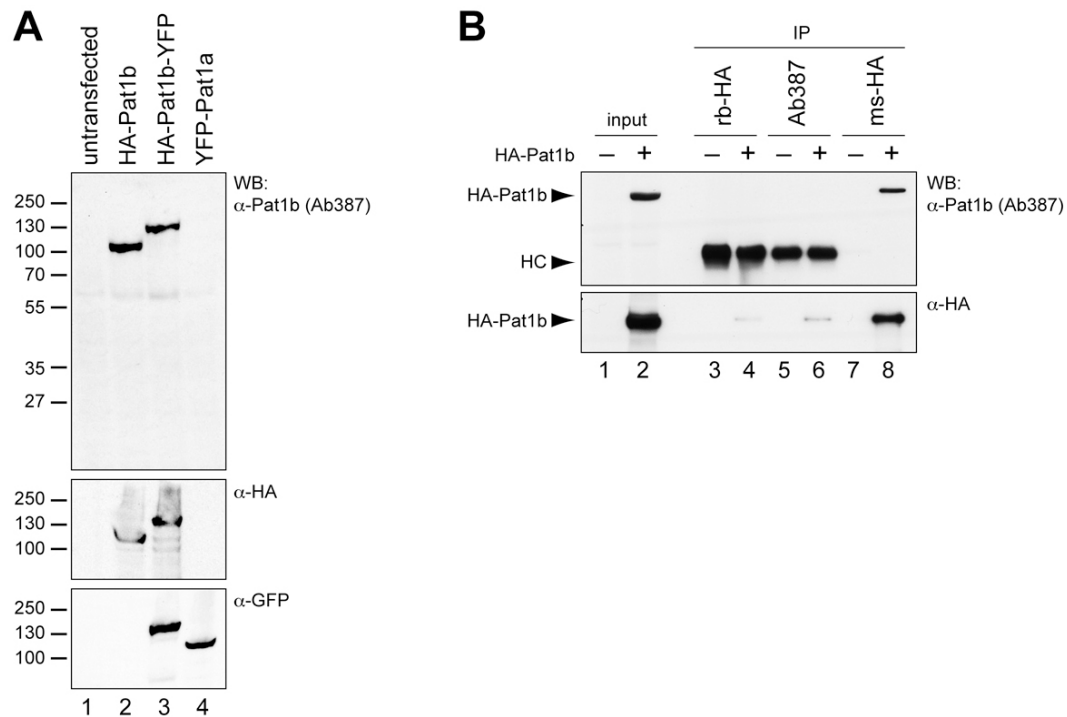 A
untransfected
HA-Pat1b
HA-Pat1b-YFP
YFP-Pat1a
250
130
100
70
55
35
27
WB:
α-Pat1b (Ab387)
250
130
100
α-HA
250
130
100
α-GFP
1 2 3 4
B
IP
input
rb-HA
Ab387
ms-HA
HA-Pat1b – + – + – + – +
HA-Pat1b
HC
WB:
α-Pat1b (Ab387)
HA-Pat1b
α-HA
1 2 3 4 5 6 7 8